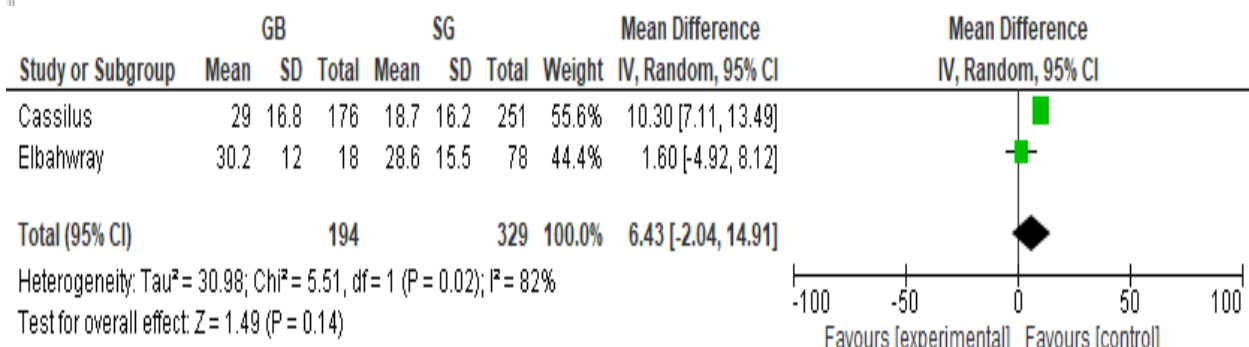 GB SG Mean Difference Mean Difference
Study or Subgroup Mean SD Total Mean SD Total Weight IV, Random, 95% CI IV, Random, 95% CI
Cassilus 29 16.8 176 18.7 16.2 251 55.6% 10.30 [7.11, 13.49]
Elbahwray 30.2 12 18 28.6 15.5 78 44.4% 1.60 [-4.92, 8.12]
Total (95% CI) 194 329 100.0% 6.43 [-2.04, 14.91]
Heterogeneity: Tau² = 30.98; Chi² = 5.51, df = 1 (P = 0.02); I² = 82%
Test for overall effect: Z = 1.49 (P = 0.14)
-100 -50 0 50 100
Favours [experimental] Favours [control]